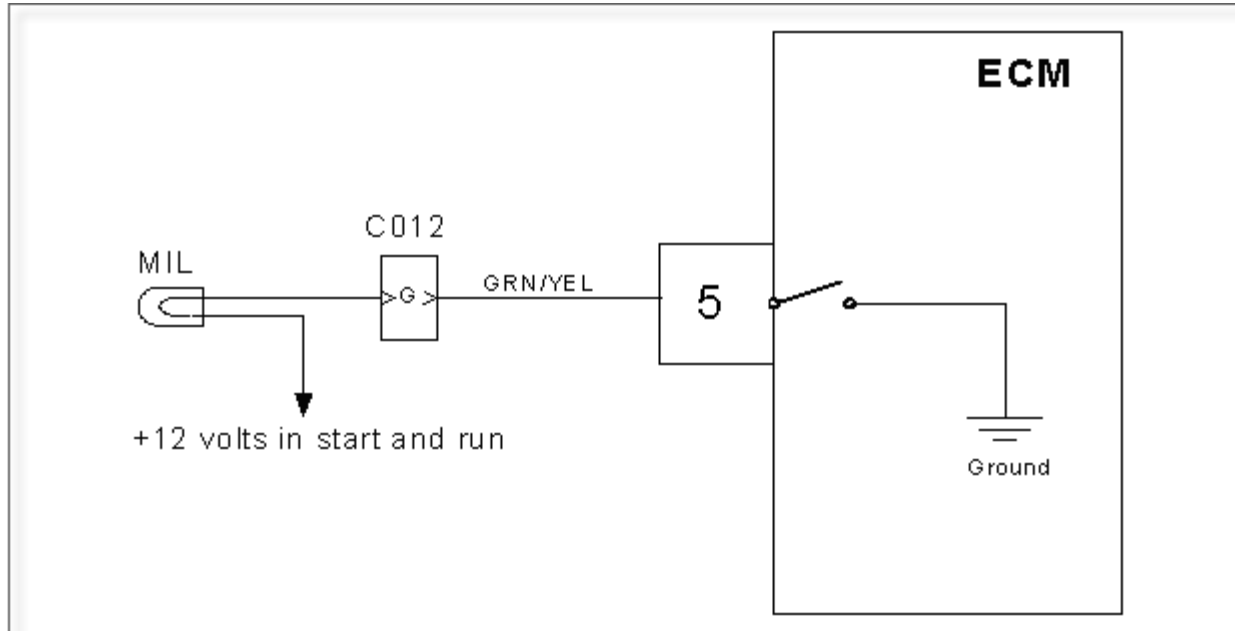 ECM
C012
MIL
G
GRN/YEL
5
+12 volts in start and run
Ground